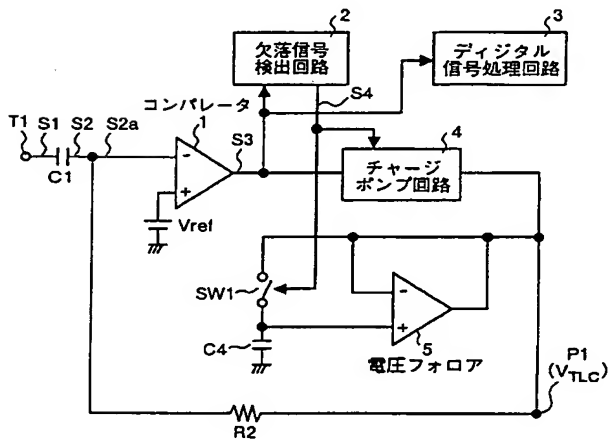 2
3
欠落信号
検出回路
ディジタル
信号処理回路
S4
コンパレータ
T1
S1
S2
S2a
1
S3
4
C1
-
+
チャージ
ポンプ回路
Vref
SW1
-
+
C4
5
電圧フォロア
P1
(VTLC)
R2